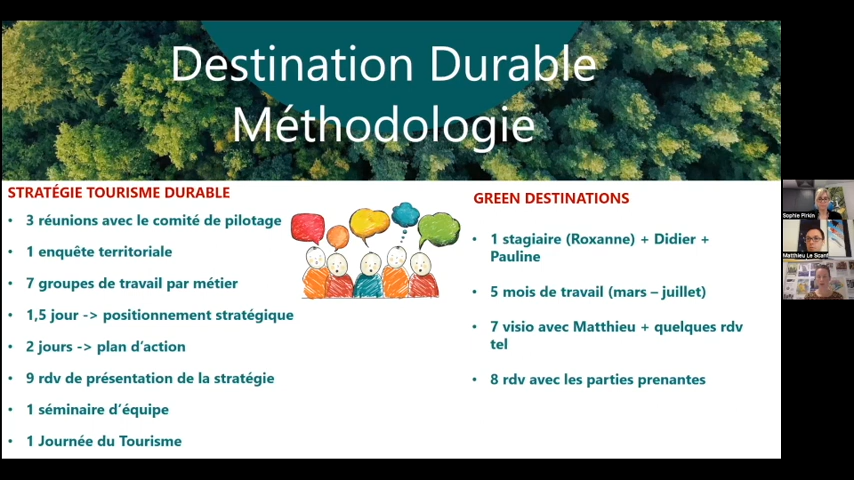 Destination Durable
Méthodologie
STRATÉGIE TOURISME DURABLE
• 3 réunions avec le comité de pilotage
• 1 enquête territoriale
• 7 groupes de travail par métier
• 1,5 jour -> positionnement stratégique
• 2 jours -> plan d'action
• 9 rdv de présentation de la stratégie
• 1 séminaire d'équipe
• 1 Journée du Tourisme
GREEN DESTINATIONS
• 1 stagiaire (Roxanne) + Didier +
Pauline
• 5 mois de travail (mars – juillet)
• 7 visio avec Matthieu + quelques rdv
tel
• 8 rdv avec les parties prenantes
Sophie Pirkin
Matthieu Le Scant